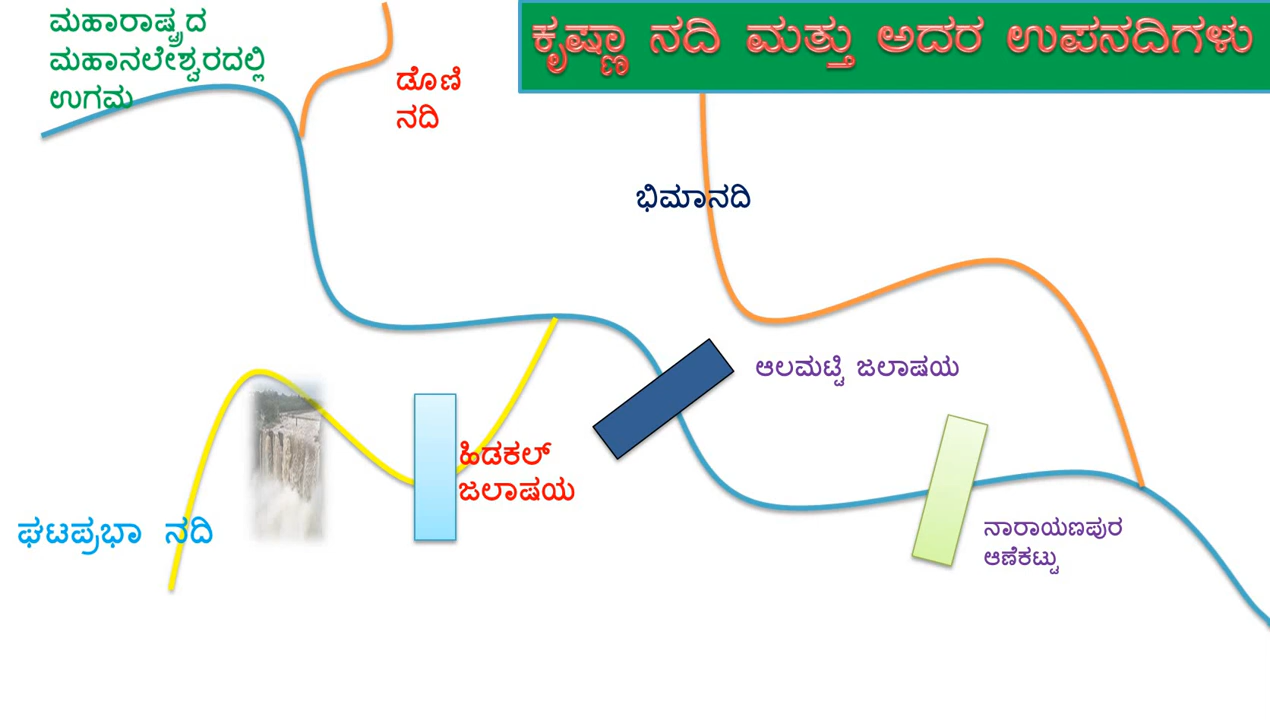 ಮಹಾರಾಷ್ಟ್ರದ
ಮಹಾನಲೇಶ್ವರದಲ್ಲಿ
ಉಗಮ
ಕೃಷ್ಣಾ ನದಿ ಮತ್ತು ಅದರ ಉಪನದಿಗಳು
ಡೊಣಿ
ನದಿ
ಭಿಮಾನದಿ
ಆಲಮಟ್ಟಿ ಜಲಾಷಯ
ಹಿಡಕಲ್
ಜಲಾಷಯ
ಘಟಪ್ರಭಾ ನದಿ
ನಾರಾಯಣಪುರ
ಆಣೆಕಟ್ಟು